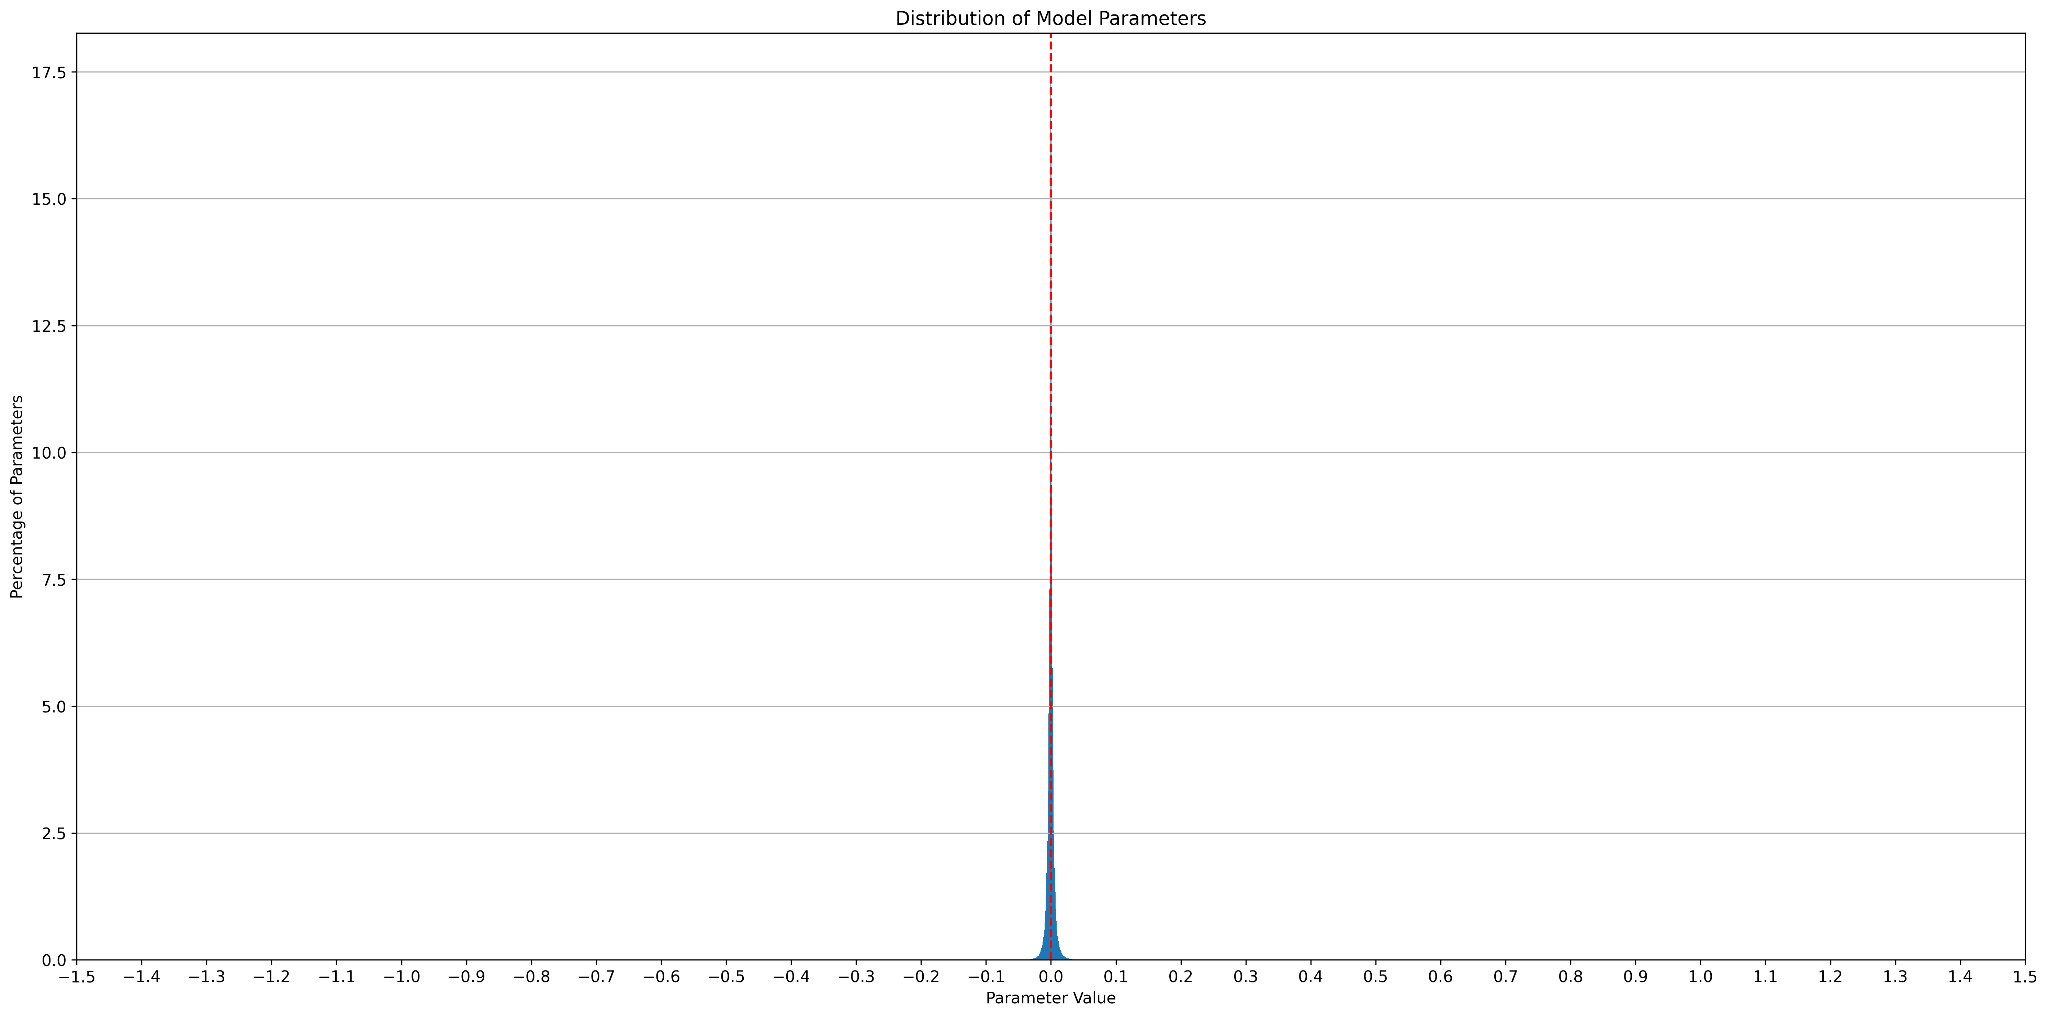 Distribution of Model Parameters
17.5
15.0
12.5
10.0
7.5
5.0
2.5
0.0
Percentage of Parameters
−1.5 −1.4 −1.3 −1.2 −1.1 −1.0 −0.9 −0.8 −0.7 −0.6 −0.5 −0.4 −0.3 −0.2 −0.1 0.0 0.1 0.2 0.3 0.4 0.5 0.6 0.7 0.8 0.9 1.0 1.1 1.2 1.3 1.4 1.5
Parameter Value